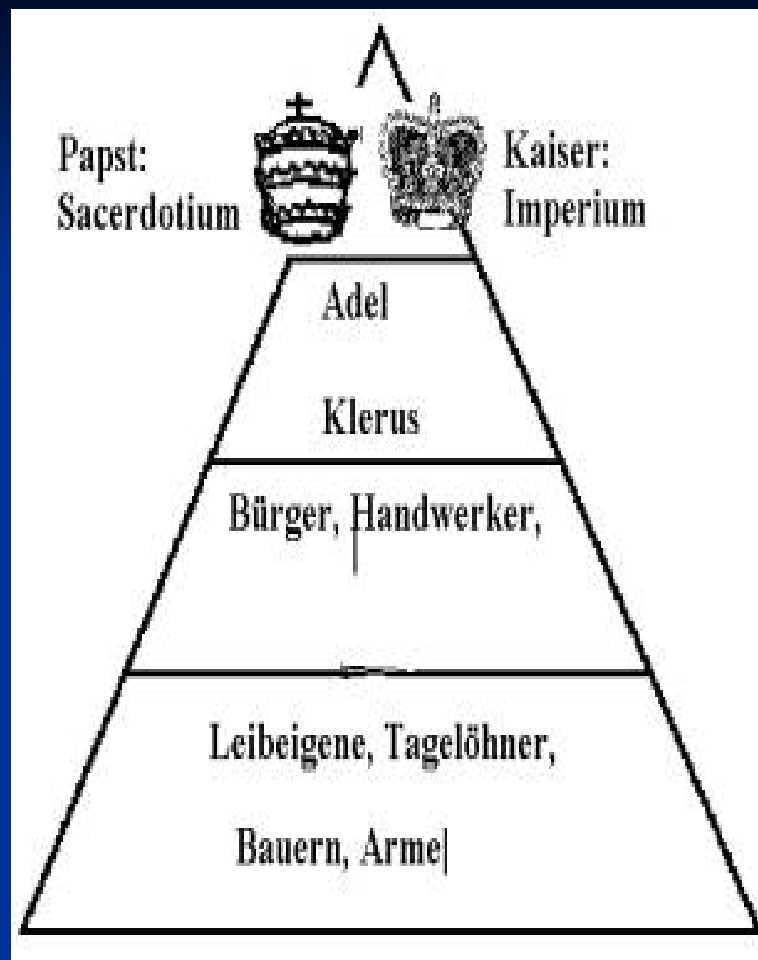 Papst:
Sacerdotium
Kaiser:
Imperium
Adel
Klerus
Bürger, Handwerker,
Leibeigene, Tagelöhner,
Bauern, Arme